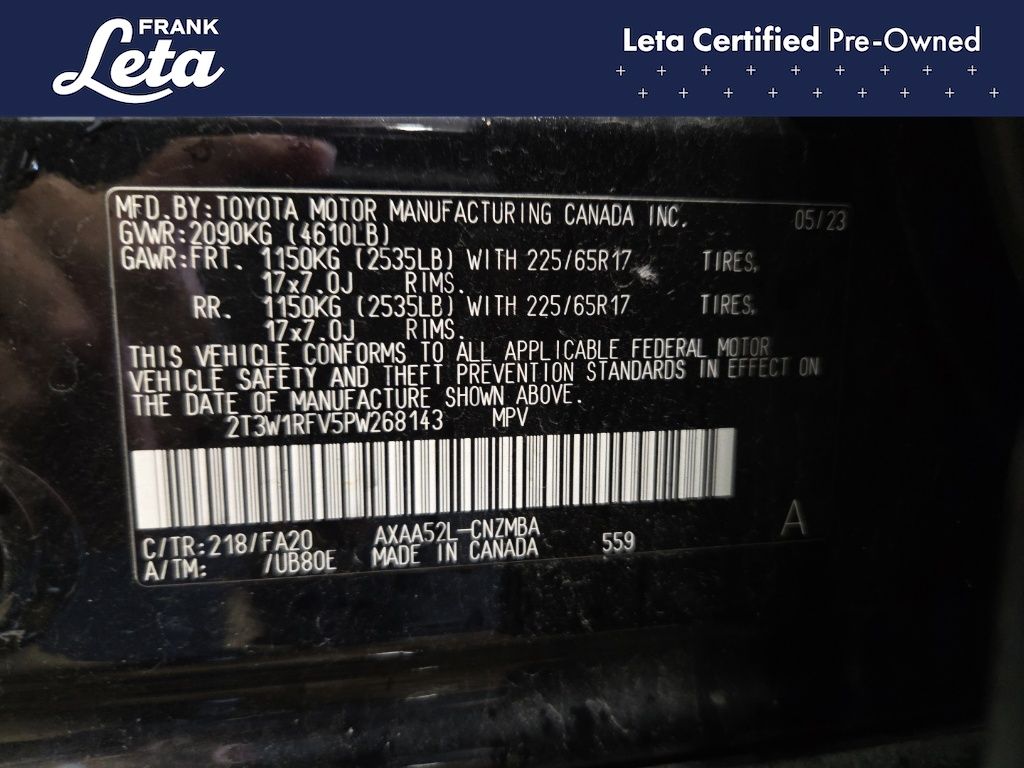 FRANK
Leta
Leta Certified Pre-Owned
MFD.BY:TOYOTA MOTOR MANUFACTURING CANADA INC. 05/23
GVWR:2090KG (4610LB)
GAWR:FRT. 1150KG (2535LB) WITH 225/65R17 TIRES,
17x7.0J RIMS.
RR. 1150KG (2535LB) WITH 225/65R17 TIRES,
17x7.0J RIMS.
THIS VEHICLE CONFORMS TO ALL APPLICABLE FEDERAL MOTOR
VEHICLE SAFETY AND THEFT PREVENTION STANDARDS IN EFFECT ON
THE DATE OF MANUFACTURE SHOWN ABOVE.
2T3W1RFV5PW268143 MPV
C/TR:218/FA20 AXAA52L-CNZMBA 559 A
A/TM: /UB80E MADE IN CANADA